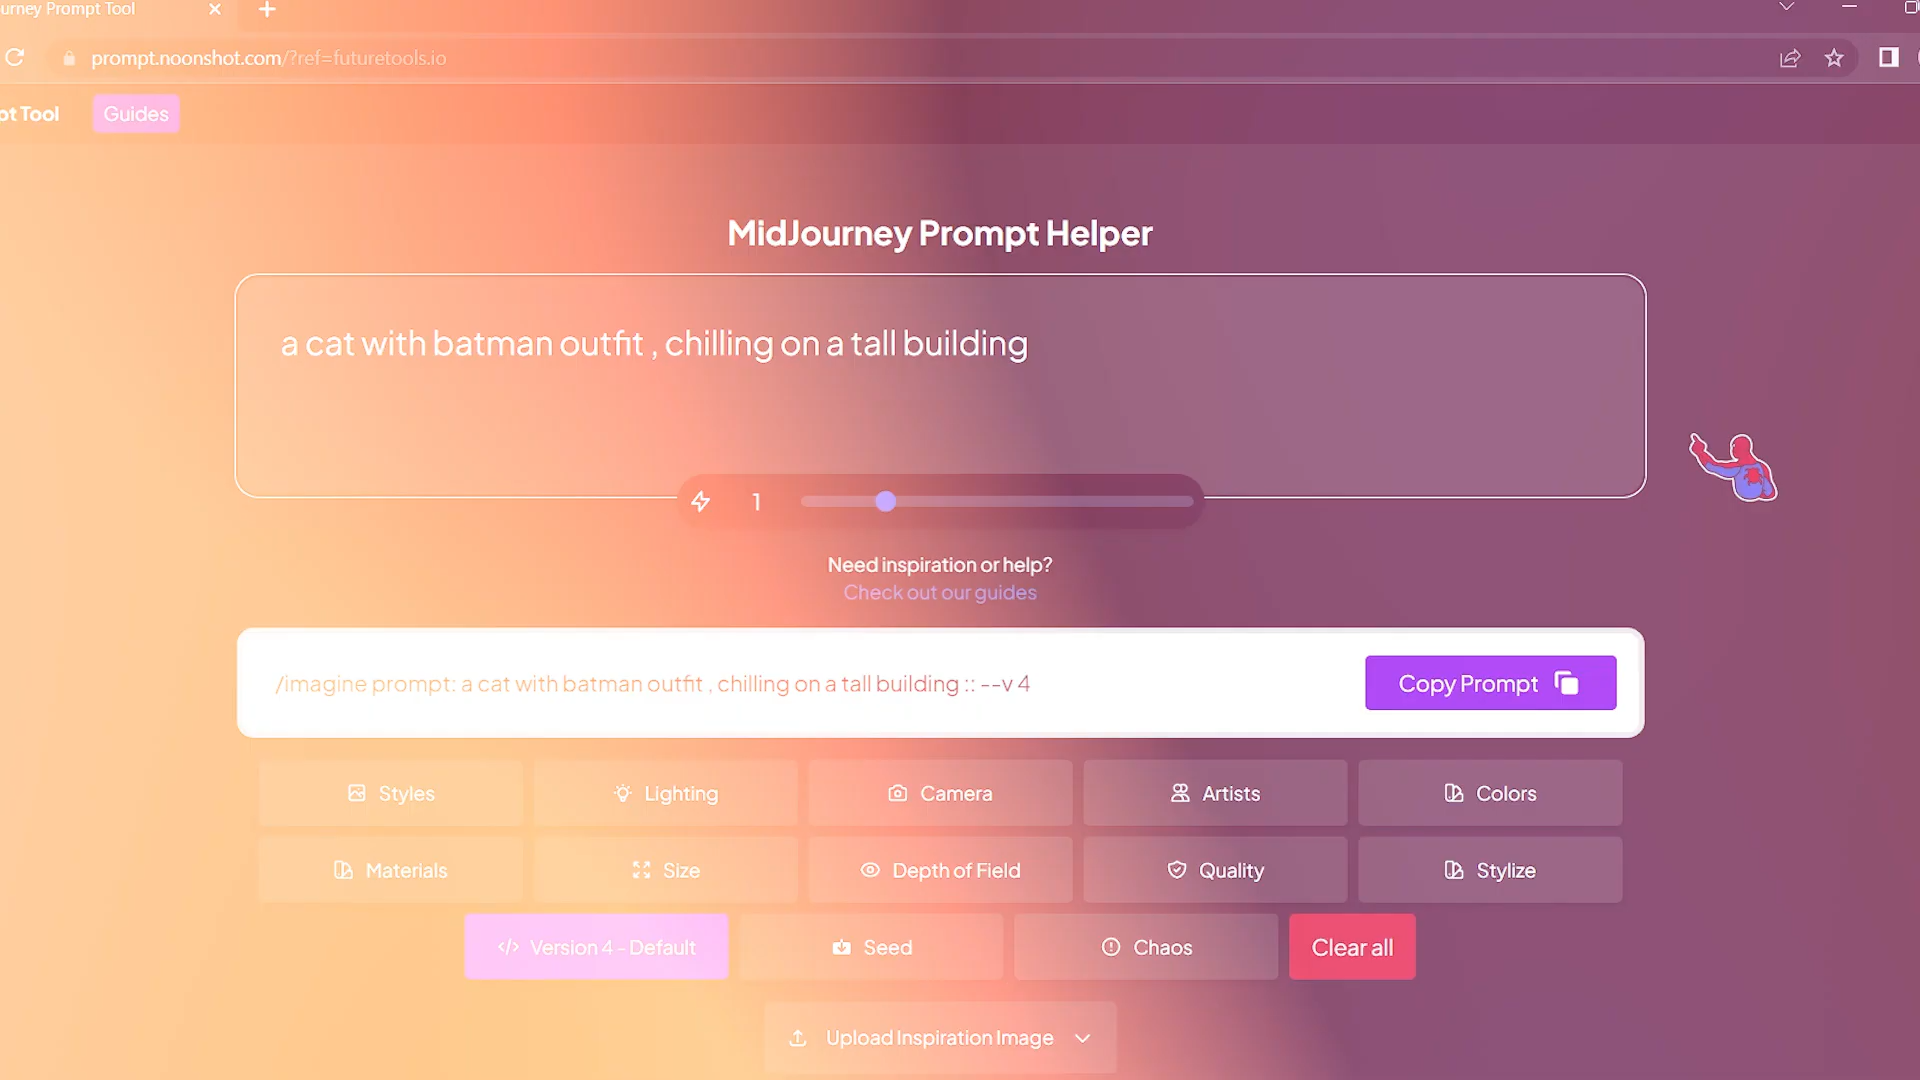 urney Prompt Tool
prompt.noonshot.com/?ref=futuretools.io
ot Tool
Guides
MidJourney Prompt Helper
a cat with batman outfit , chilling on a tall building
1
Need inspiration or help?
Check out our guides
/imagine prompt: a cat with batman outfit , chilling on a tall building :: --v 4
Copy Prompt
Styles
Lighting
Camera
Artists
Colors
Materials
Size
Depth of Field
Quality
Stylize
</> Version 4 - Default
Seed
Chaos
Clear all
Upload Inspiration Image